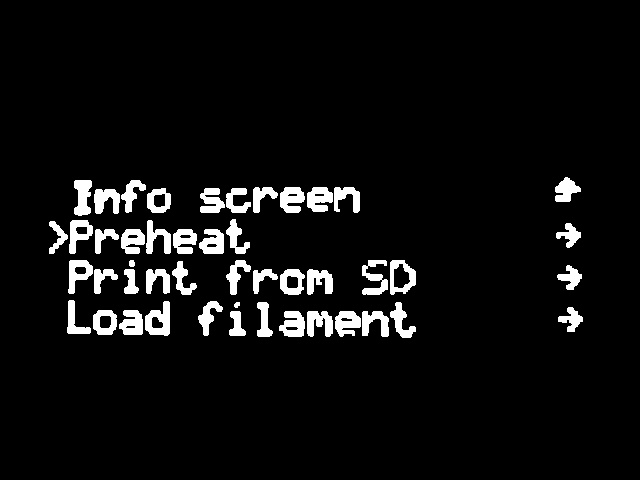 Info screen
>Preheat →
Print from SD →
Load filament →